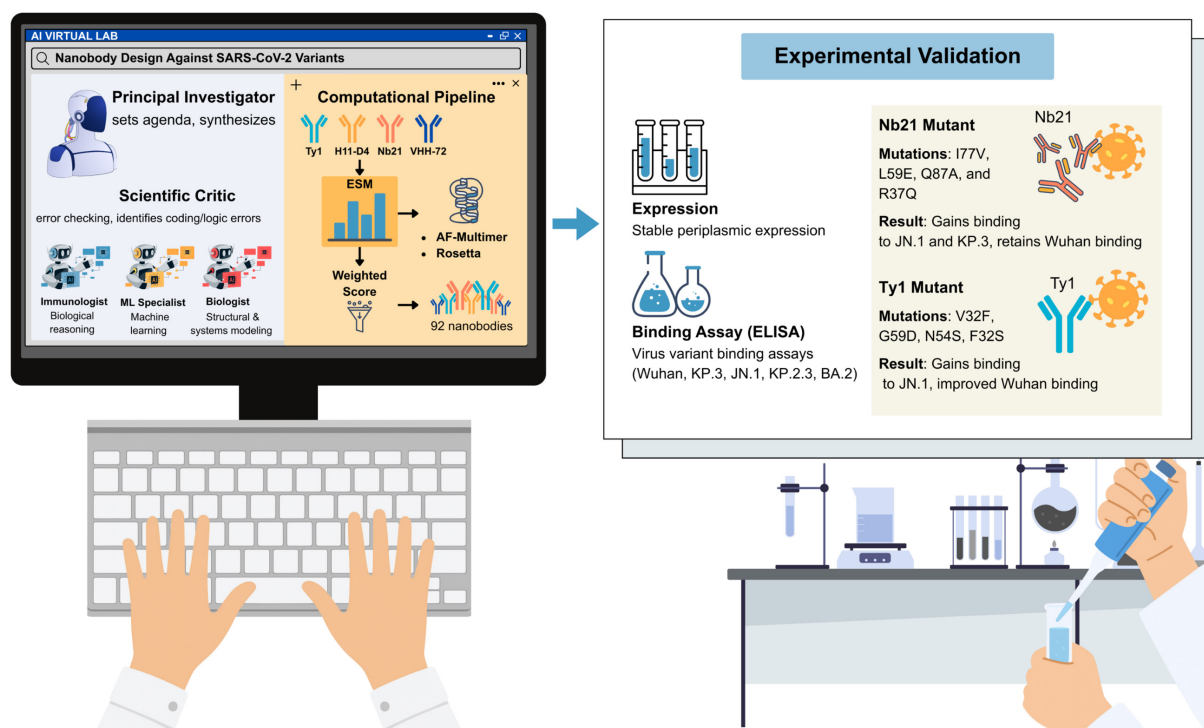 AI VIRTUAL LAB
Nanobody Design Against SARS-CoV-2 Variants
Principal Investigator
sets agenda, synthesizes
Scientific Critic
error checking, identifies coding/logic errors
Immunologist
Biological
reasoning
ML Specialist
Machine
learning
Biologist
Structural &
systems modeling
Computational Pipeline
Ty1 H11-D4 Nb21 VHH-72
ESM
• AF-Multimer
• Rosetta
Weighted
Score
92 nanobodies
Experimental Validation
Expression
Stable periplasmic expression
Binding Assay (ELISA)
Virus variant binding assays
(Wuhan, KP.3, JN.1, KP.2.3, BA.2)
Nb21 Mutant
Mutations: I77V,
L59E, Q87A, and
R37Q
Result: Gains binding
to JN.1 and KP.3, retains Wuhan binding
Nb21
Ty1 Mutant
Mutations: V32F,
G59D, N54S, F32S
Result: Gains binding
to JN.1, improved Wuhan binding
Ty1